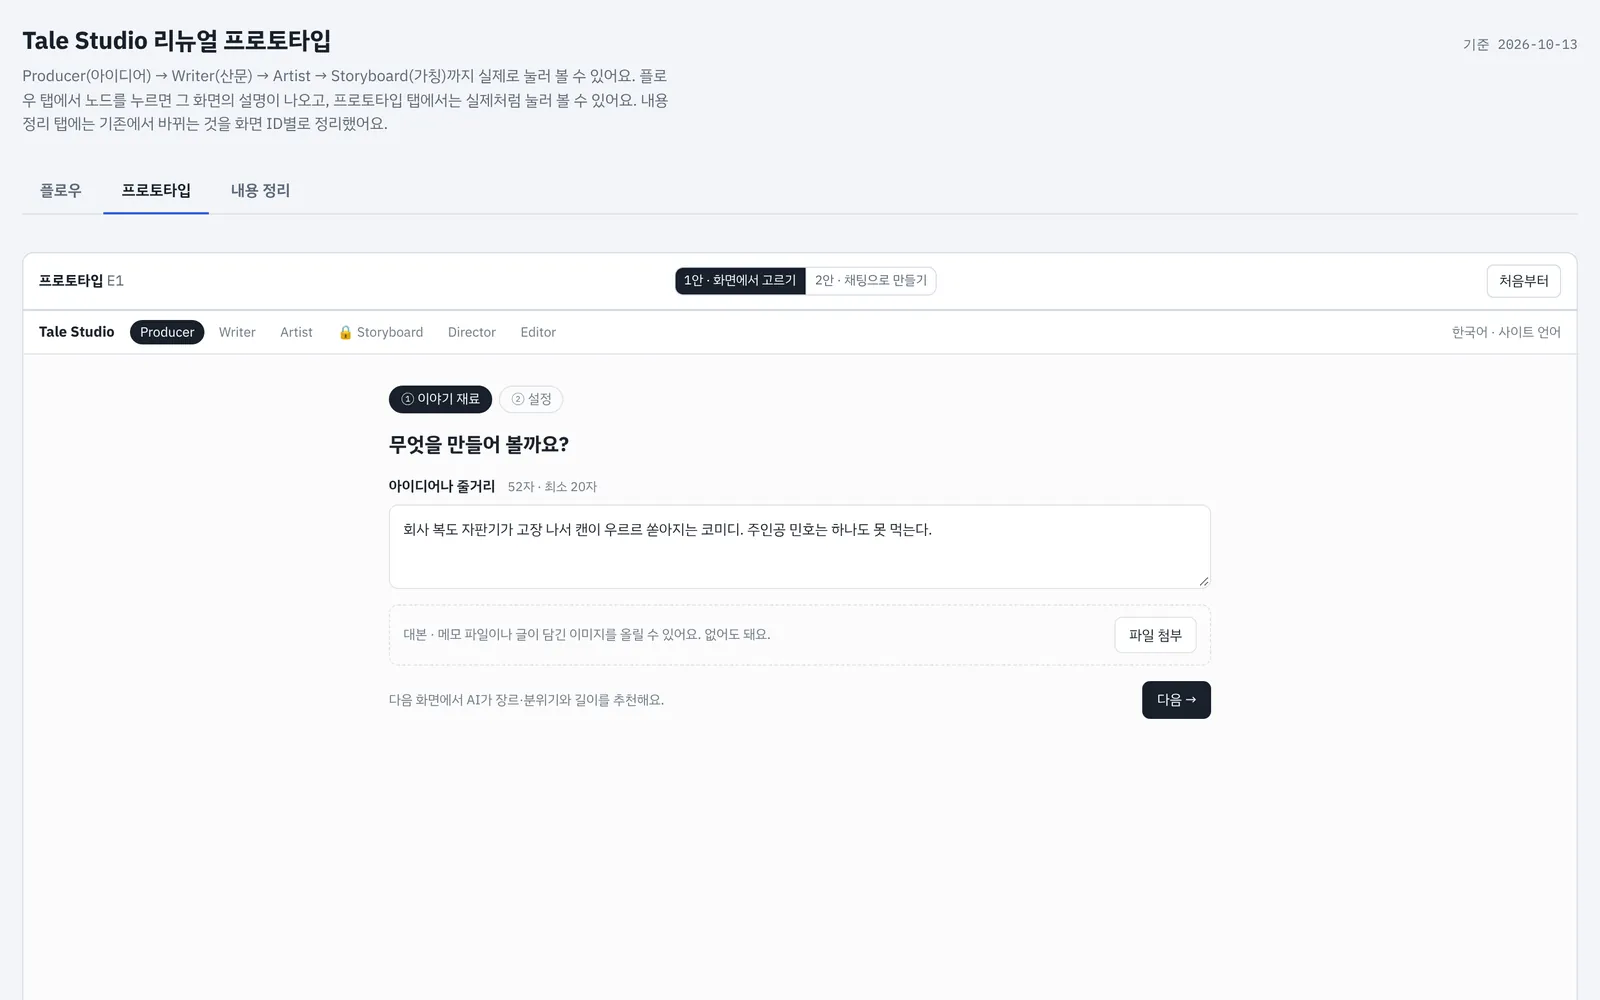 Tale Studio 리뉴얼 프로토타입
기준 2026-10-13
Producer(아이디어) → Writer(산문) → Artist → Storyboard(가칭)까지 실제로 눌러 볼 수 있어요. 플로
우 탭에서 노드를 누르면 그 화면의 설명이 나오고, 프로토타입 탭에서는 실제처럼 눌러 볼 수 있어요. 내용
정리 탭에는 기존에서 바뀌는 것을 화면 ID별로 정리했어요.
플로우 프로토타입 내용 정리
프로토타입 E1
1안 · 화면에서 고르기 2안 · 채팅으로 만들기
처음부터
Tale Studio Producer Writer Artist 🔒 Storyboard Director Editor
한국어 · 사이트 언어
① 이야기 재료 ② 설정
무엇을 만들어 볼까요?
아이디어나 줄거리 52자 · 최소 20자
회사 복도 자판기가 고장 나서 캔이 우르르 쏟아지는 코미디. 주인공 민호는 하나도 못 먹는다.
대본 · 메모 파일이나 글이 담긴 이미지를 올릴 수 있어요. 없어도 돼요.
파일 첨부
다음 화면에서 AI가 장르·분위기와 길이를 추천해요.
다음 →